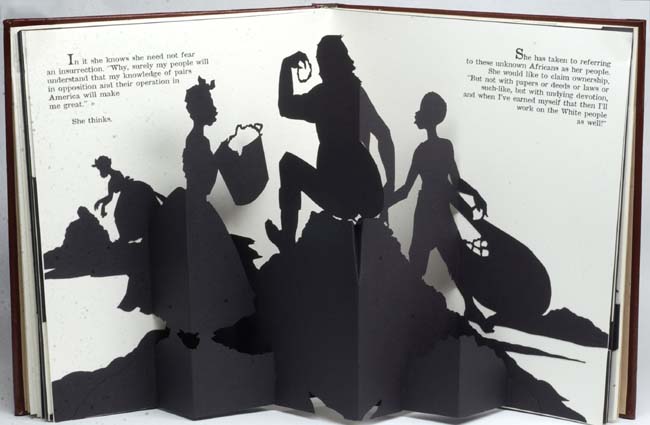 In it she knows she need not fear
an insurrection. "Why, surely my people will
understand that my knowledge of pairs
in opposition and their operation in
America will make
me great." »
She thinks.
She has taken to referring
to these unknown Africans as her people.
She would like to claim ownership,
"But not with papers or deeds or laws or
such-like, but with undying devotion,
and when I've earned myself that then I'll
work on the White people
as well!"